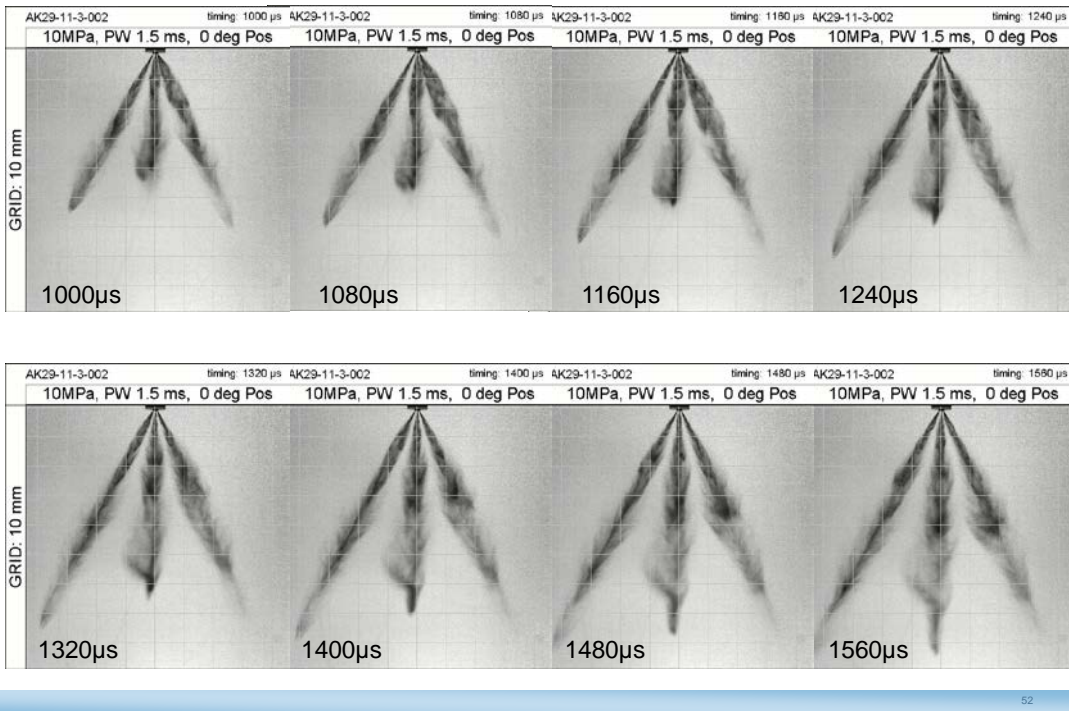 AK29-11-3-002 timing: 1000 µs AK29-11-3-002 timing: 1080 µs AK29-11-3-002 timing: 1160 µs AK29-11-3-002 timing: 1240 µs
10MPa, PW 1.5 ms, 0 deg Pos 10MPa, PW 1.5 ms, 0 deg Pos 10MPa, PW 1.5 ms, 0 deg Pos 10MPa, PW 1.5 ms, 0 deg Pos
GRID: 10 mm
1000µs 1080µs 1160µs 1240µs
AK29-11-3-002 timing: 1320 µs AK29-11-3-002 timing: 1400 µs AK29-11-3-002 timing: 1480 µs AK29-11-3-002 timing: 1560 µs
10MPa, PW 1.5 ms, 0 deg Pos 10MPa, PW 1.5 ms, 0 deg Pos 10MPa, PW 1.5 ms, 0 deg Pos 10MPa, PW 1.5 ms, 0 deg Pos
GRID: 10 mm
1320µs 1400µs 1480µs 1560µs
52